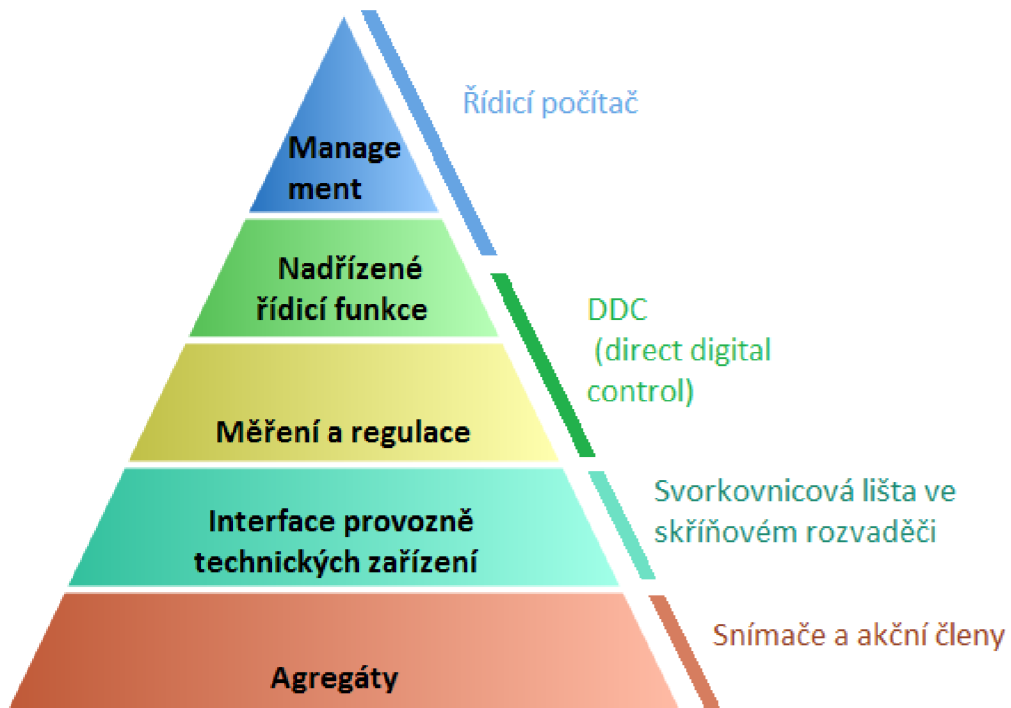 Řídicí počítač
Manage
ment
Nadřízené
řídicí funkce
DDC
(direct digital
control)
Měření a regulace
Svorkovnicová lišta ve
skříňovém rozvaděči
Interface provozně
technických zařízení
Snímače a akční členy
Agregáty